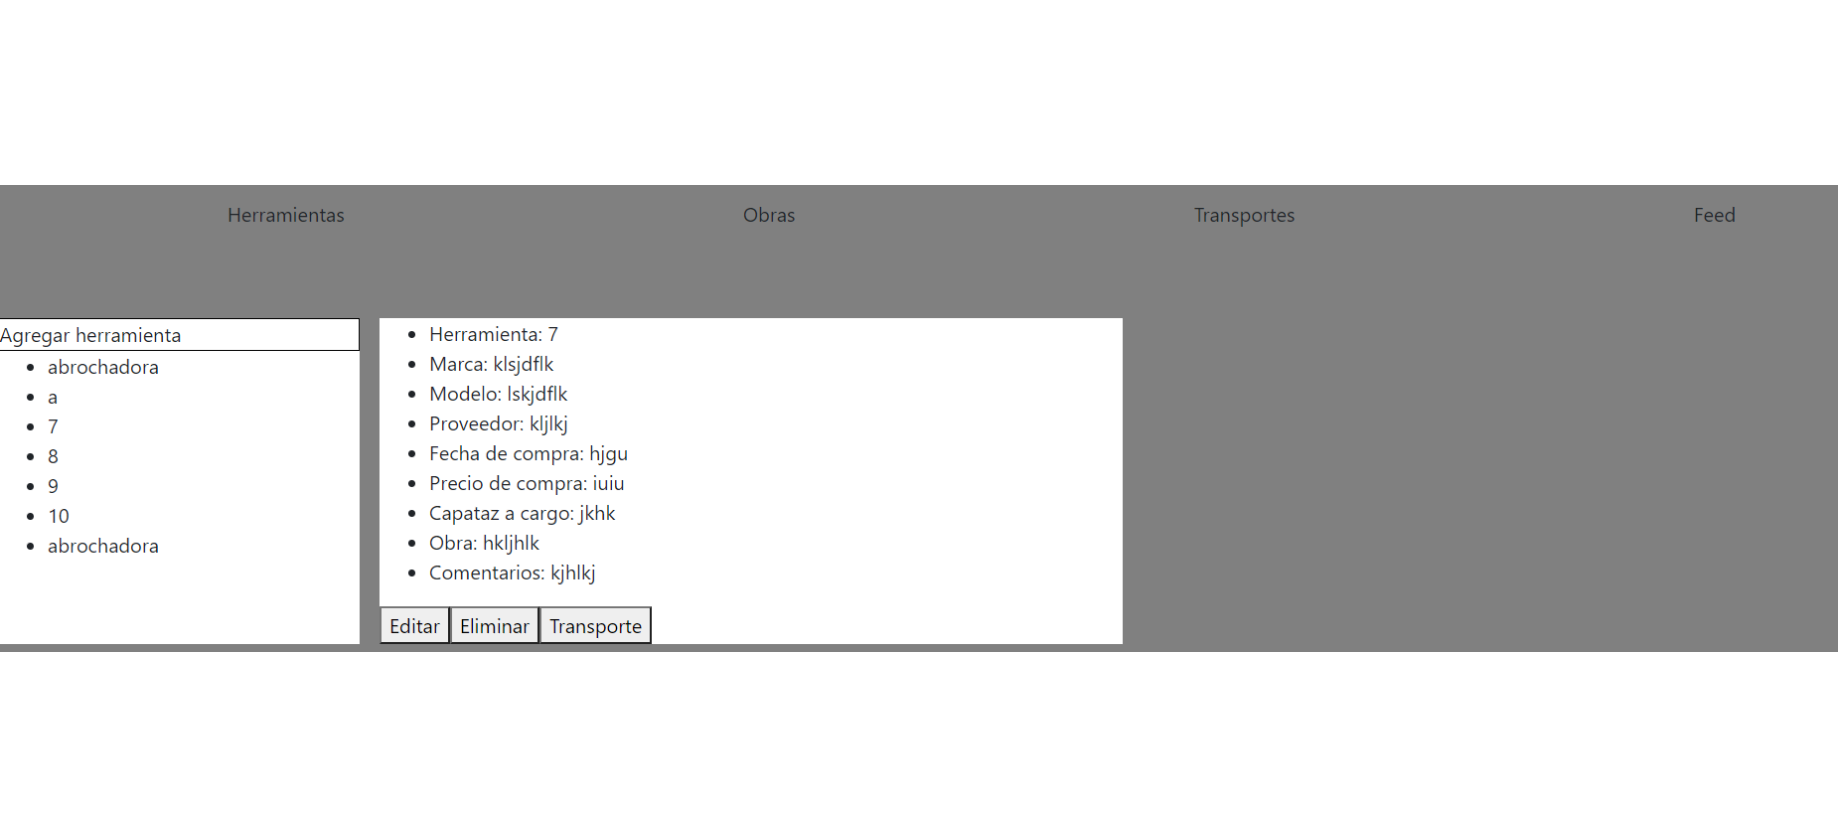 Herramientas Obras Transportes Feed
Agregar herramienta
abrochadora
a
7
8
9
10
abrochadora
Herramienta: 7
Marca: klsjdflk
Modelo: lskjdflk
Proveedor: kljlkj
Fecha de compra: hjgu
Precio de compra: iuiu
Capataz a cargo: jkhk
Obra: hkljhlk
Comentarios: kjhlkj
Editar Eliminar Transporte